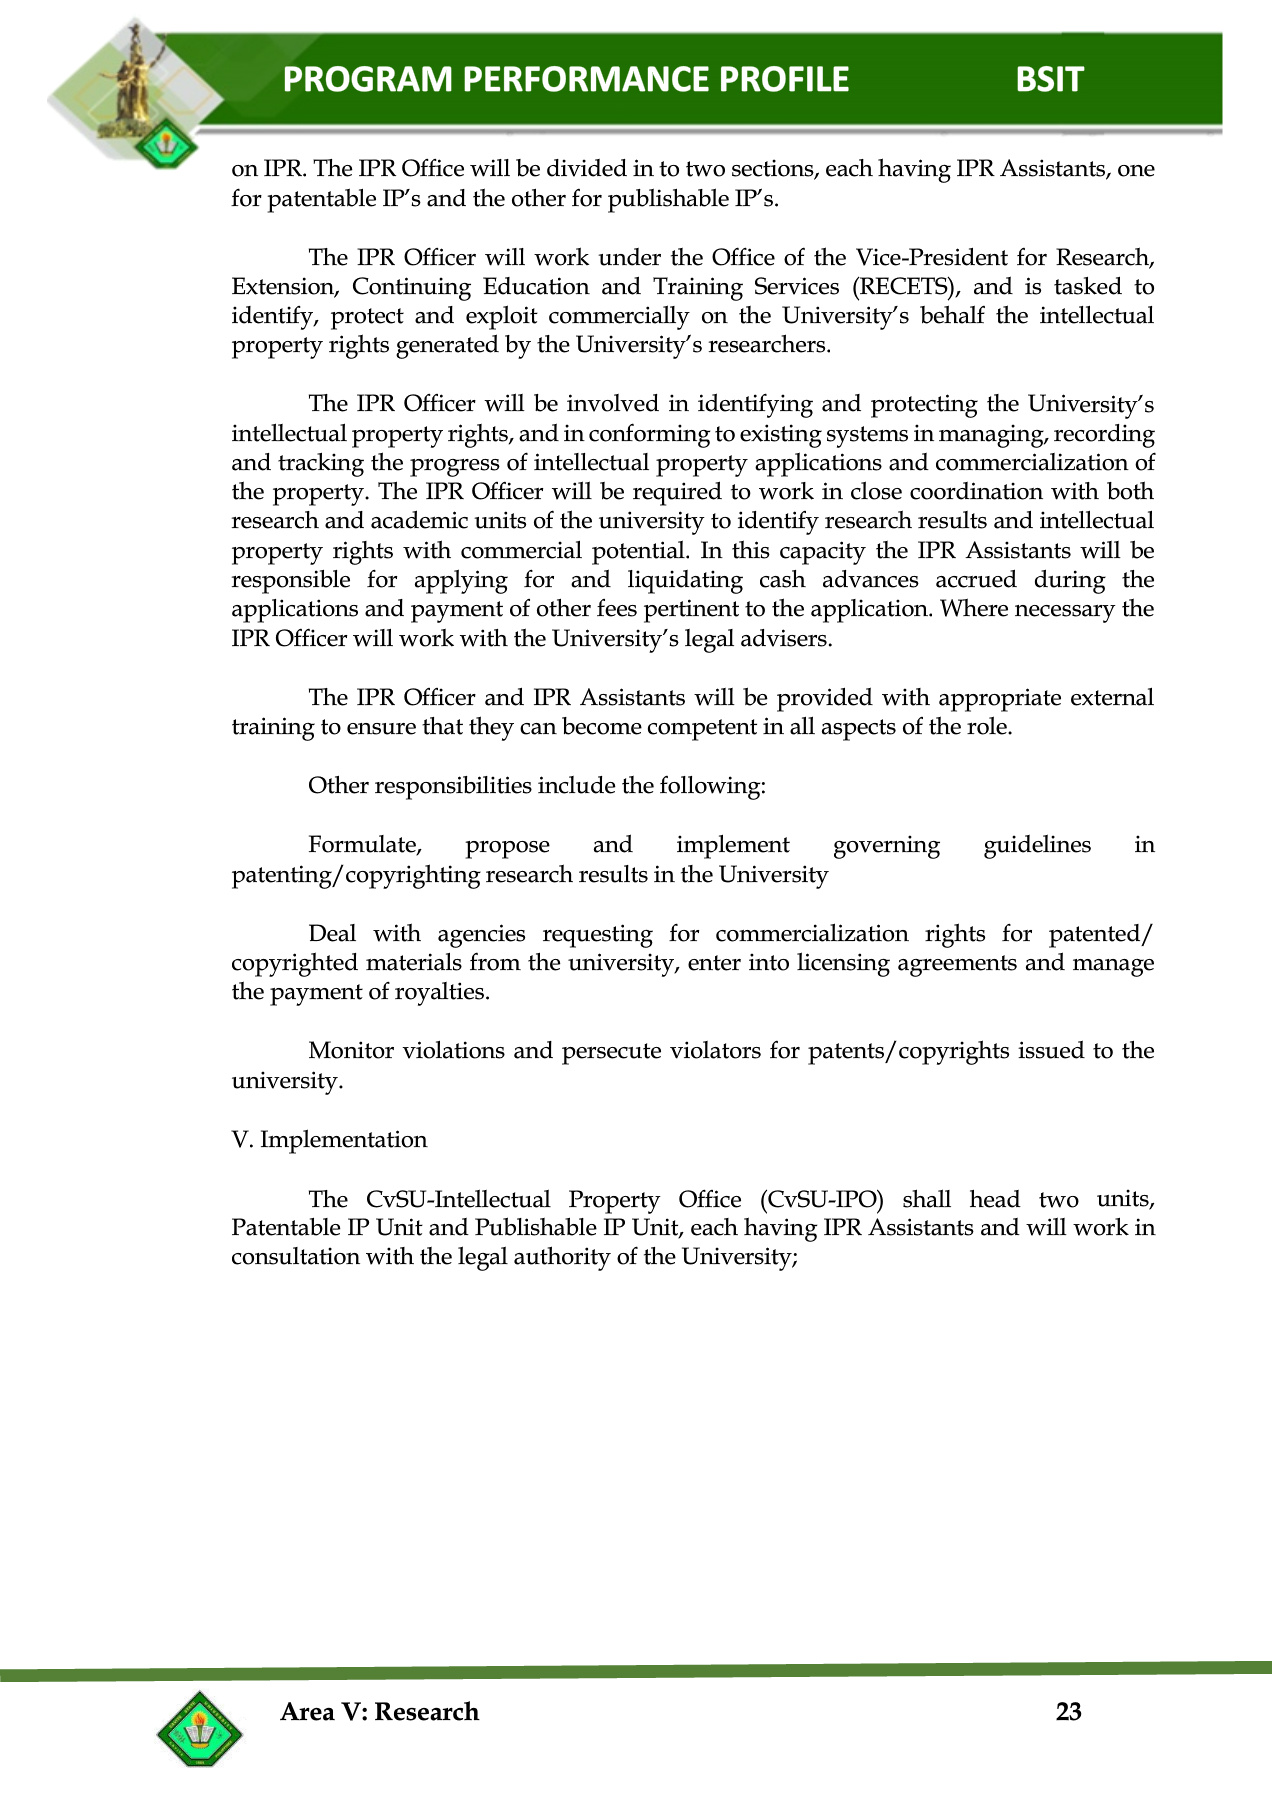 PROGRAM PERFORMANCE PROFILE BSIT
on IPR. The IPR Office will be divided in to two sections, each having IPR Assistants, one
for patentable IP’s and the other for publishable IP’s.
The IPR Officer will work under the Office of the Vice-President for Research,
Extension, Continuing Education and Training Services (RECETS), and is tasked to
identify, protect and exploit commercially on the University’s behalf the intellectual
property rights generated by the University’s researchers.
The IPR Officer will be involved in identifying and protecting the University’s
intellectual property rights, and in conforming to existing systems in managing, recording
and tracking the progress of intellectual property applications and commercialization of
the property. The IPR Officer will be required to work in close coordination with both
research and academic units of the university to identify research results and intellectual
property rights with commercial potential. In this capacity the IPR Assistants will be
responsible for applying for and liquidating cash advances accrued during the
applications and payment of other fees pertinent to the application. Where necessary the
IPR Officer will work with the University’s legal advisers.
The IPR Officer and IPR Assistants will be provided with appropriate external
training to ensure that they can become competent in all aspects of the role.
Other responsibilities include the following:
Formulate, propose and implement governing guidelines in
patenting/copyrighting research results in the University
Deal with agencies requesting for commercialization rights for patented/
copyrighted materials from the university, enter into licensing agreements and manage
the payment of royalties.
Monitor violations and persecute violators for patents/copyrights issued to the
university.
V. Implementation
The CvSU-Intellectual Property Office (CvSU-IPO) shall head two units,
Patentable IP Unit and Publishable IP Unit, each having IPR Assistants and will work in
consultation with the legal authority of the University;
Area V: Research 23